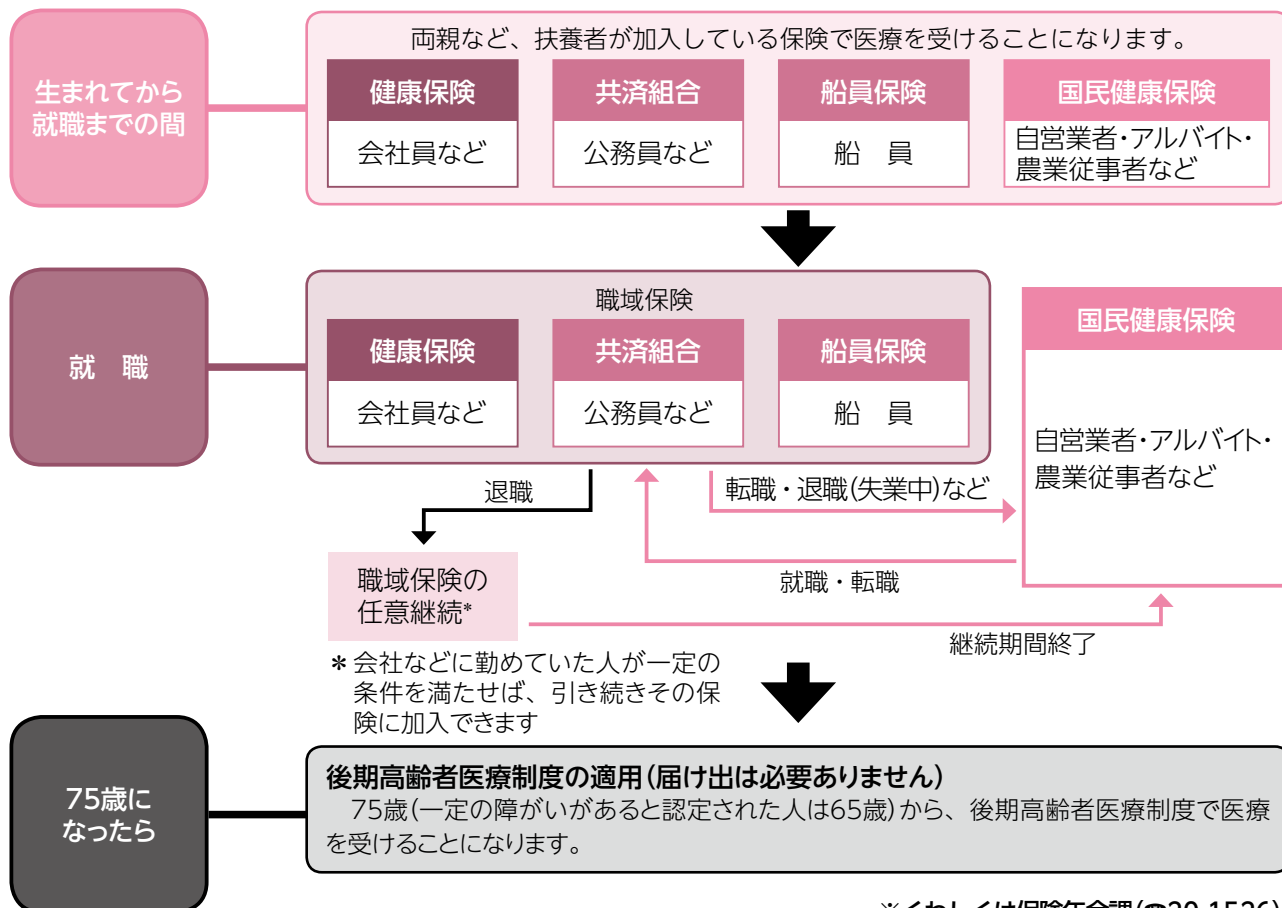 両親など、扶養者が加入している保険で医療を受けることになります。
生まれてから
就職までの間
健康保険
会社員など
共済組合
公務員など
船員保険
船　員
国民健康保険
自営業者・アルバイト・
農業従事者など
就　職
職域保険
健康保険
会社員など
共済組合
公務員など
船員保険
船　員
国民健康保険
自営業者・アルバイト・
農業従事者など
退職
転職・退職(失業中)など
就職・転職
職域保険の
任意継続*
継続期間終了
＊会社などに勤めていた人が一定の
条件を満たせば、引き続きその保
険に加入できます
75歳に
なったら
後期高齢者医療制度の適用(届け出は必要ありません)
75歳(一定の障がいがあると認定された人は65歳)から、後期高齢者医療制度で医療
を受けることになります。
※くわしくは保険年金課(☎20-1526)